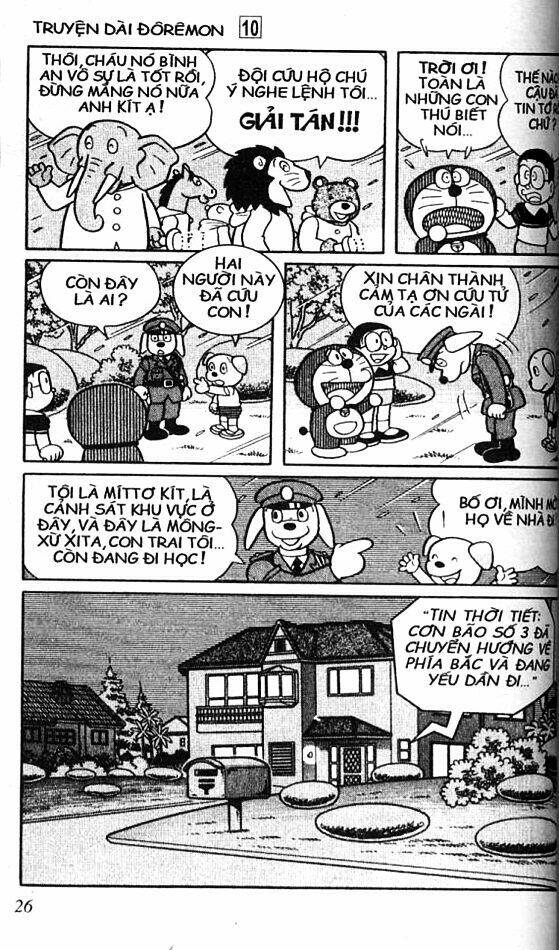 TRUYỆN DÀI ĐÔRÊMON 10
THÔI, CHÁU NÓ BÌNH
AN VÔ SỰ LÀ TỐT RỒI,
ĐỪNG MẮNG NÓ NỮA
ANH KÍT Ạ!
ĐỘI CỨU HỘ CHÚ
Ý NGHE LỆNH TÔI...
GIẢI TÁN!!!
TRỜI ƠI!
TOÀN LÀ
NHỮNG CON
THÚ BIẾT
NÓI...
THẾ NÀO
CẬU ĐÃ
TIN TỚ
CHỨ?
CÒN ĐÂY
LÀ AI?
HAI
NGƯỜI NÀY
ĐÃ CỨU
CON!
XIN CHÂN THÀNH
CẢM TẠ ƠN CỨU TỬ
CỦA CÁC NGÀI!
TÔI LÀ MÍTTƠ KÍT, LÀ
CẢNH SÁT KHU VỰC Ở
ĐÂY, VÀ ĐÂY LÀ MÔNG-
XỪ XITA, CON TRAI TÔI...
CÒN ĐANG ĐI HỌC!
BỐ ƠI, MÌNH
HỌ VỀ NHÀ ĐI
"TIN THỜI TIẾT:
CƠN BÃO SỐ 3 ĐÃ
CHUYỂN HƯỚNG VỀ
PHÍA BẮC VÀ ĐANG
YẾU DẦN ĐI..."
26